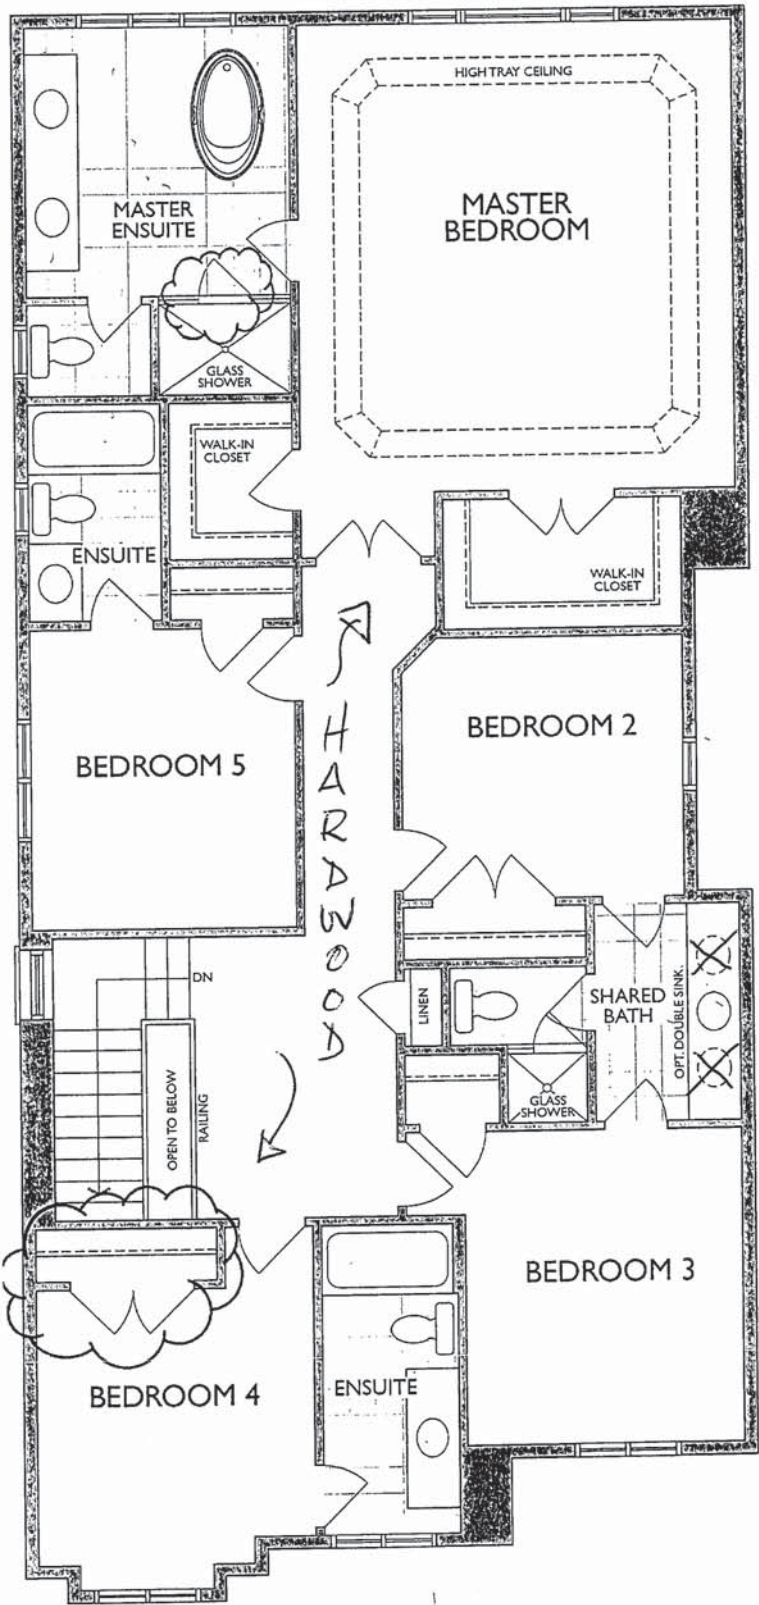 HIGH TRAY CEILING
MASTER
BEDROOM
MASTER
ENSUITE
GLASS
SHOWER
WALK-IN
CLOSET
ENSUITE
WALK-IN
CLOSET
BEDROOM 5
BEDROOM 2
HARDWOOD
DN
LINEN
SHARED
BATH
OPT. DOUBLE SINK.
GLASS
SHOWER
OPEN TO BELOW
RAILING
BEDROOM 3
BEDROOM 4
ENSUITE